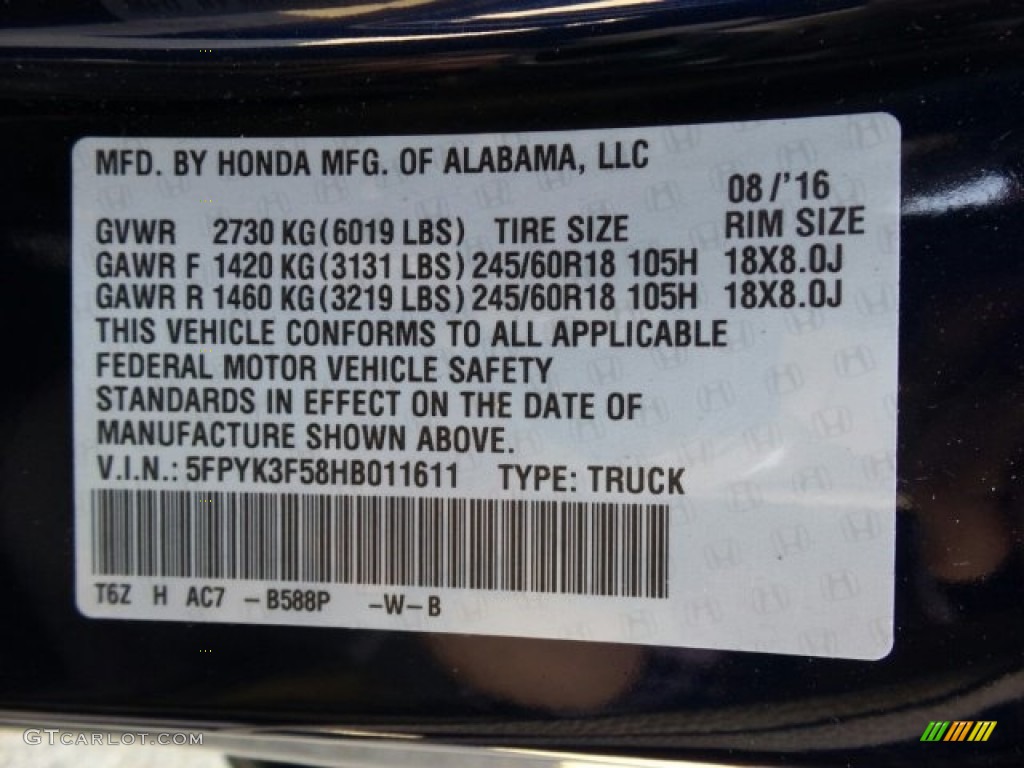 MFD. BY HONDA MFG. OF ALABAMA, LLC
08/'16
GVWR 2730 KG(6019 LBS) TIRE SIZE RIM SIZE
GAWR F 1420 KG(3131 LBS) 245/60R18 105H 18X8.0J
GAWR R 1460 KG(3219 LBS) 245/60R18 105H 18X8.0J
THIS VEHICLE CONFORMS TO ALL APPLICABLE
FEDERAL MOTOR VEHICLE SAFETY
STANDARDS IN EFFECT ON THE DATE OF
MANUFACTURE SHOWN ABOVE.
V.I.N.: 5FPYK3F58HB011611 TYPE: TRUCK
T6Z H AC7 -B588P -W-B
GTCARLOT.COM